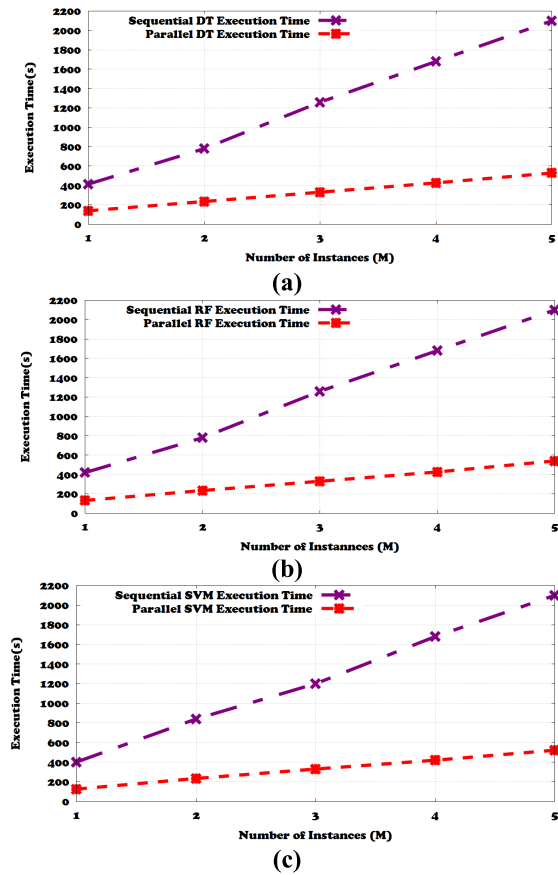 Sequential DT Execution Time
Parallel DT Execution Time
Execution Time(s)
2200
2000
1800
1600
1400
1200
1000
800
600
400
200
0
1 2 3 4 5
Number of Instances (M)
(a)
Sequential RF Execution Time
Parallel RF Execution Time
Execution Time(s)
2200
2000
1800
1600
1400
1200
1000
800
600
400
200
0
1 2 3 4 5
Number of Instances (M)
(b)
Sequential SVM Execution Time
Parallel SVM Execution Time
Execution Time(s)
2200
2000
1800
1600
1400
1200
1000
800
600
400
200
0
1 2 3 4 5
Number of Instances (M)
(c)